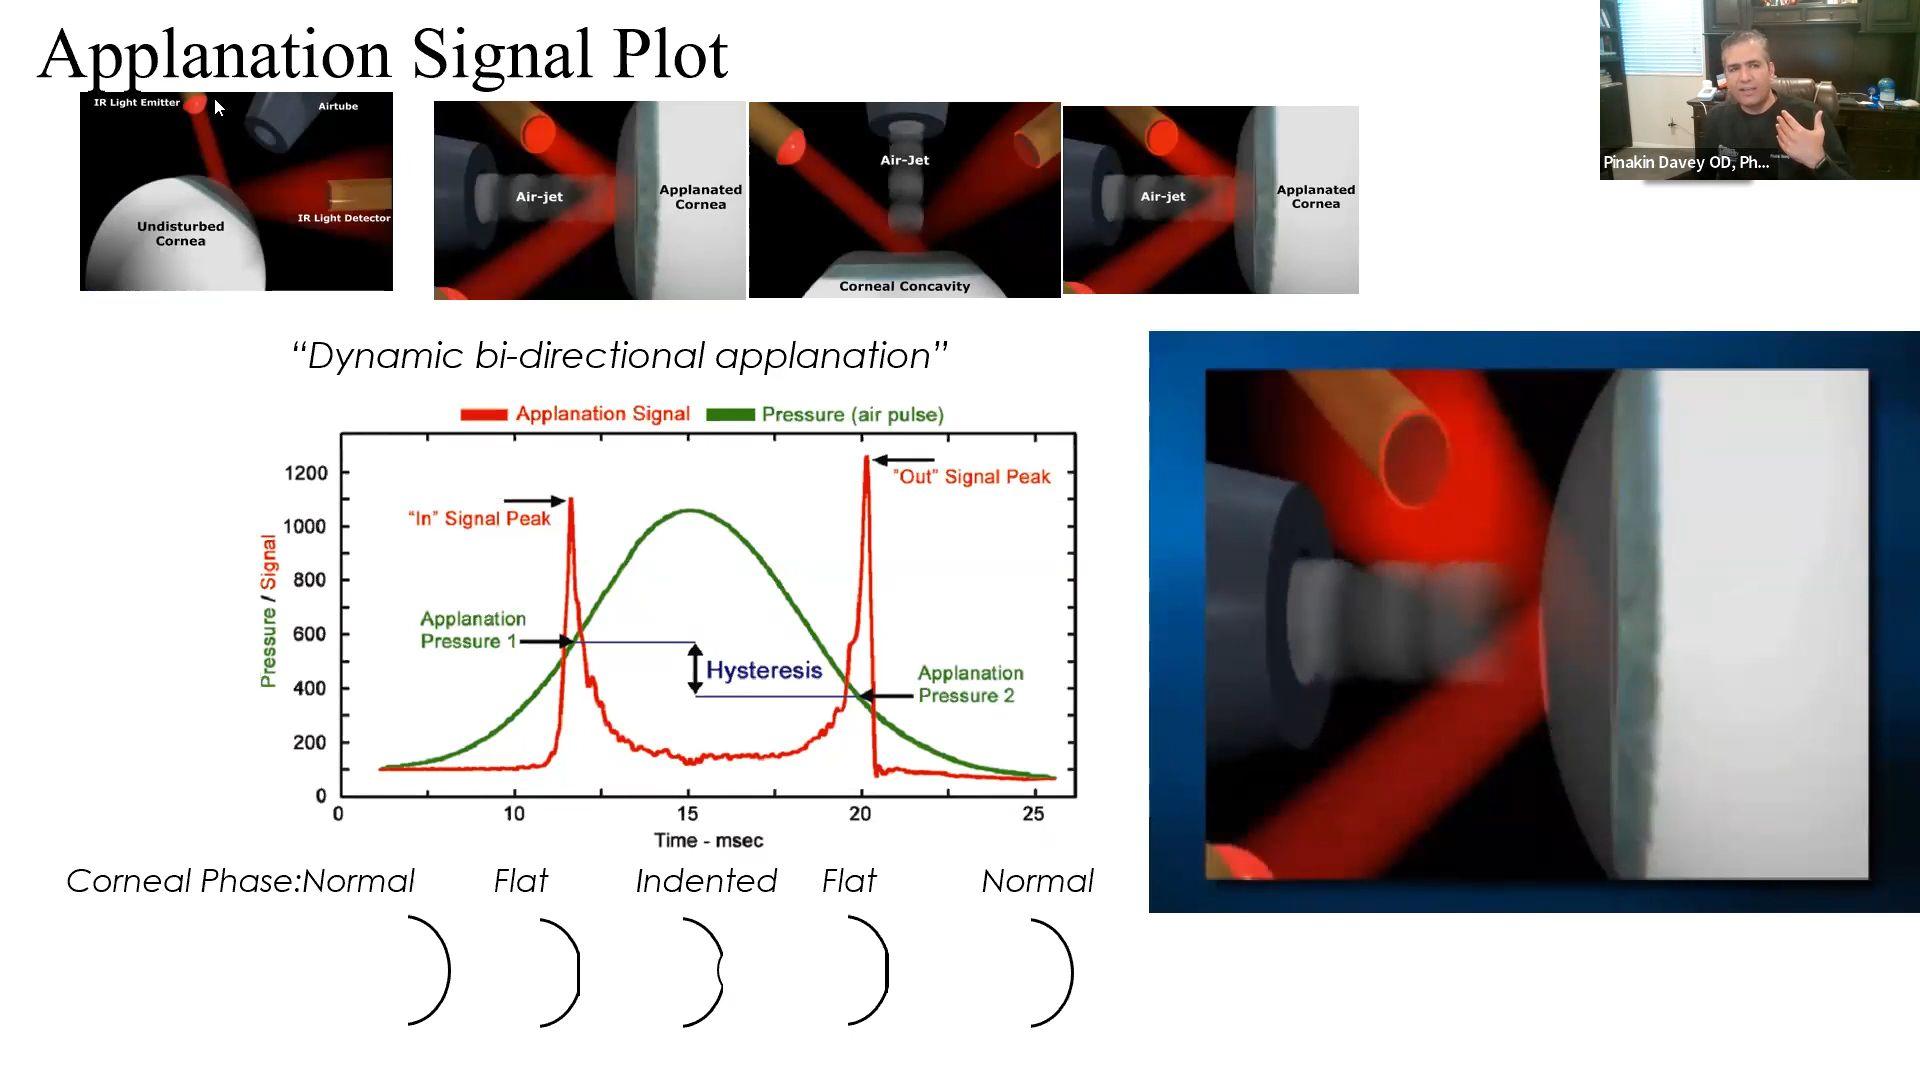 Applanation Signal Plot
IR Light Emitter
Airtube
Undisturbed
Cornea
IR Light Detector
Air-jet
Applanated
Cornea
Air-Jet
Corneal Concavity
Air-jet
Applanated
Cornea
Pinakin Davey OD, Ph...
“Dynamic bi-directional applanation”
Applanation Signal
Pressure (air pulse)
"In" Signal Peak
"Out" Signal Peak
Applanation
Pressure 1
Hysteresis
Applanation
Pressure 2
Pressure / Signal
1200
1000
800
600
400
200
0
0 10 15 20 25
Time - msec
Corneal Phase:Normal Flat Indented Flat Normal